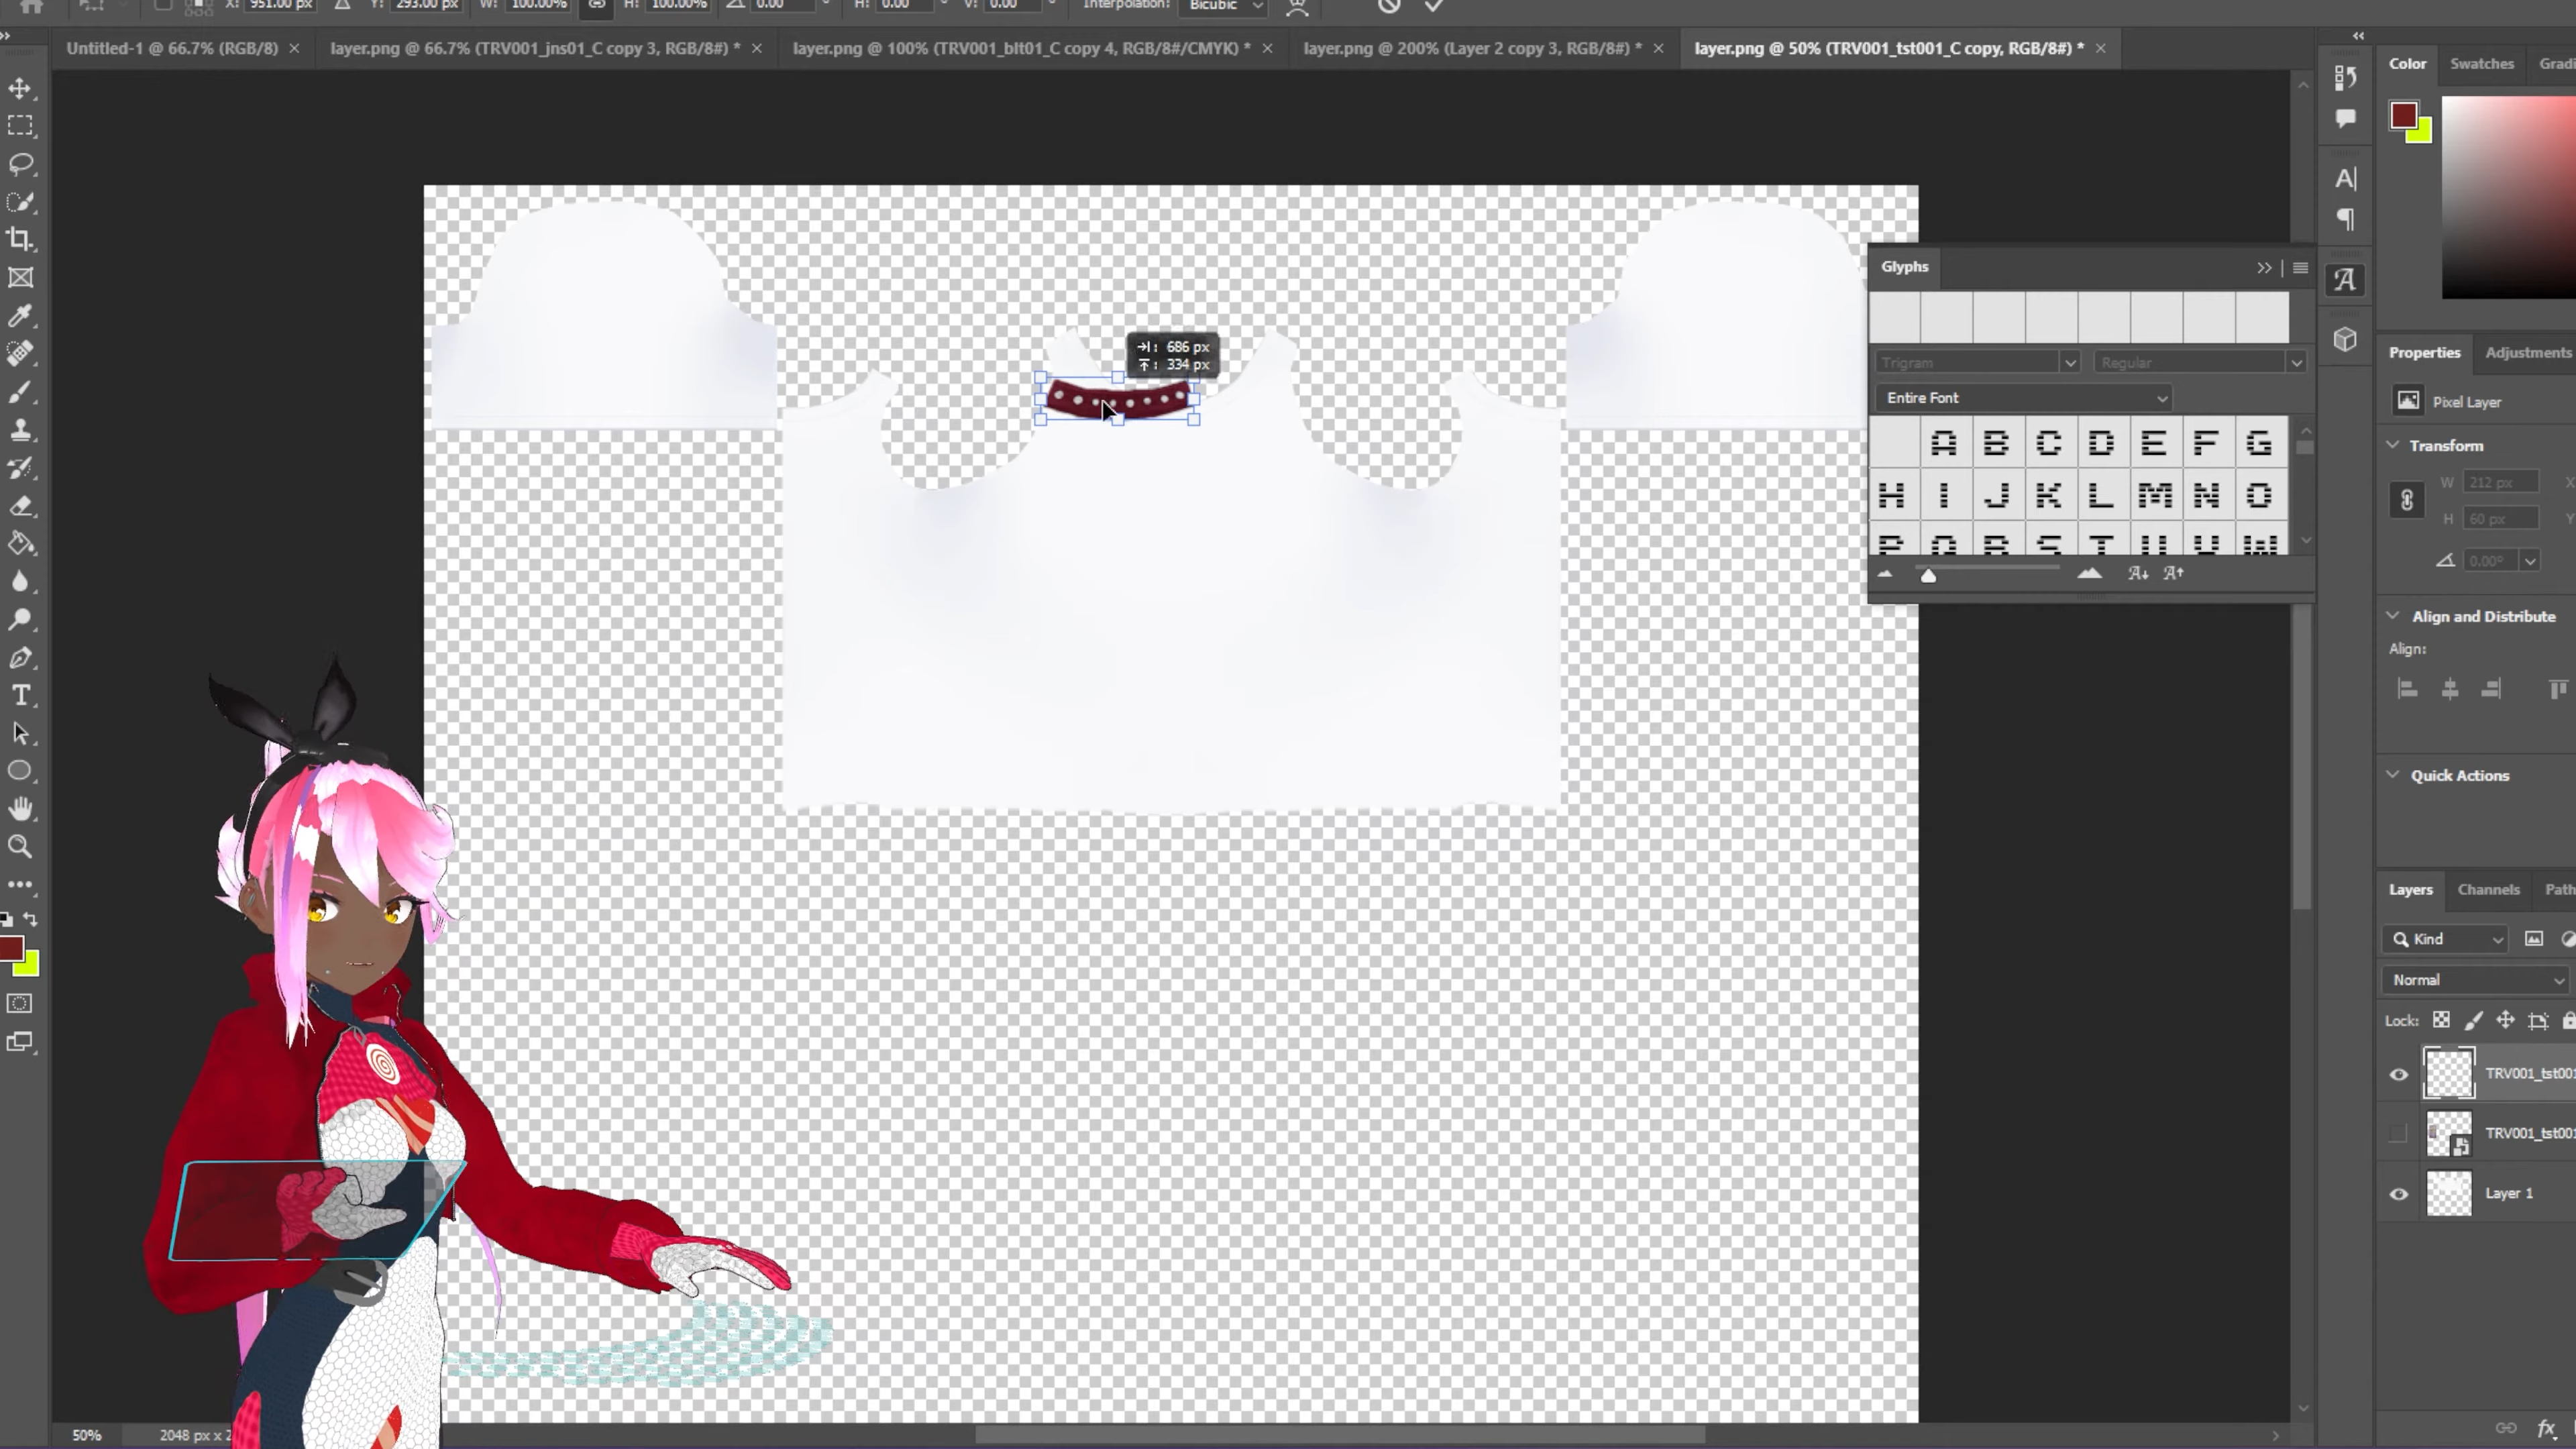 X: 951.00 px Y: 293.00 px W: 100.00% H: 100.00% 0.00 H: 0.00 V: 0.00 Interpolation: Bicubic
Untitled-1 @ 66.7% (RGB/8) layer.png @ 66.7% (TRV001_jns01_C copy 3, RGB/8#) * layer.png @ 100% (TRV001_blt01_C copy 4, RGB/8#/CMYK) * layer.png @ 200% (Layer 2 copy 3, RGB/8#) * layer.png @ 50% (TRV001_tst001_C copy, RGB/8#) *
Color Swatches Gradi
A
Glyphs
Trigram Regular
Entire Font
A B C D E F G
H I J K L M N O
P Q R S T U V W
686 px
334 px
Properties Adjustments
Pixel Layer
Transform
W 212 px X
H 60 px Y
0.00°
Align and Distribute
Align:
Quick Actions
Layers Channels Path
Kind
Normal
Lock:
TRV001_tst001
TRV001_tst001
Layer 1
T
fx
50% 2048 px x 2